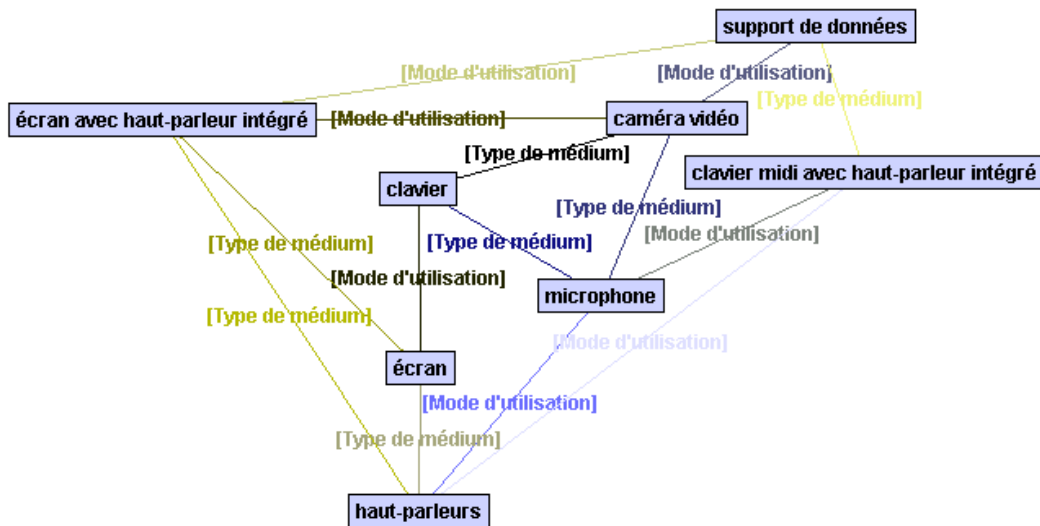 support de données
[Mode d'utilisation]
[Mode d'utilisation]
[Type de médium]
écran avec haut-parleur intégré
[Mode d'utilisation]
caméra vidéo
[Type de médium]
clavier midi avec haut-parleur intégré
clavier
[Type de médium]
[Mode d'utilisation]
[Type de médium]
[Type de médium]
[Mode d'utilisation]
microphone
[Type de médium]
[Mode d'utilisation]
écran
[Mode d'utilisation]
[Type de médium]
haut-parleurs